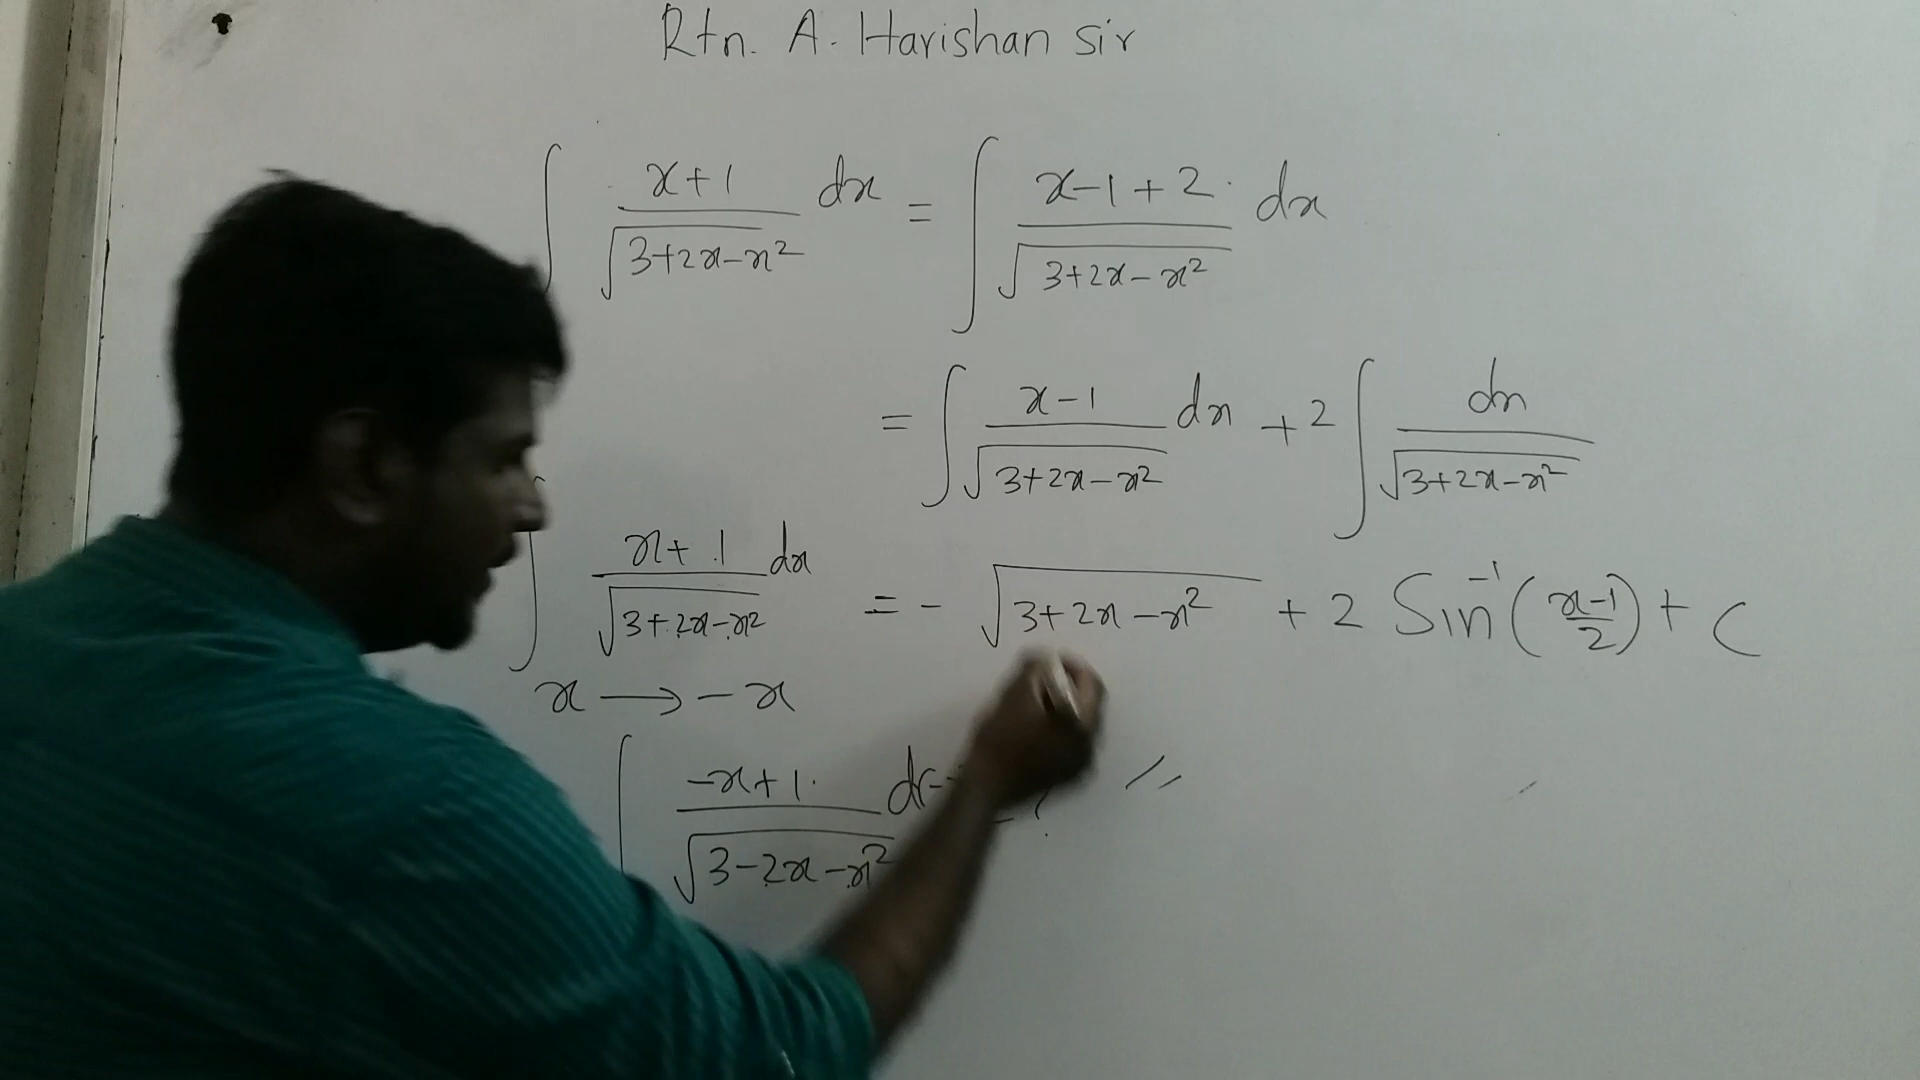 Rtn. A. Harishan sir
∫ x+1 / √(3+2x-x²) dx = ∫ x-1+2 / √(3+2x-x²) dx
= ∫ x-1 / √(3+2x-x²) dx + 2 ∫ dx / √(3+2x-x²)
∫ x+1 / √(3+2x-x²) dx = - √(3+2x-x²) + 2 Sin⁻¹(x-1 / 2) + C
x → -x
∫ -x+1 / √(3-2x-x²)